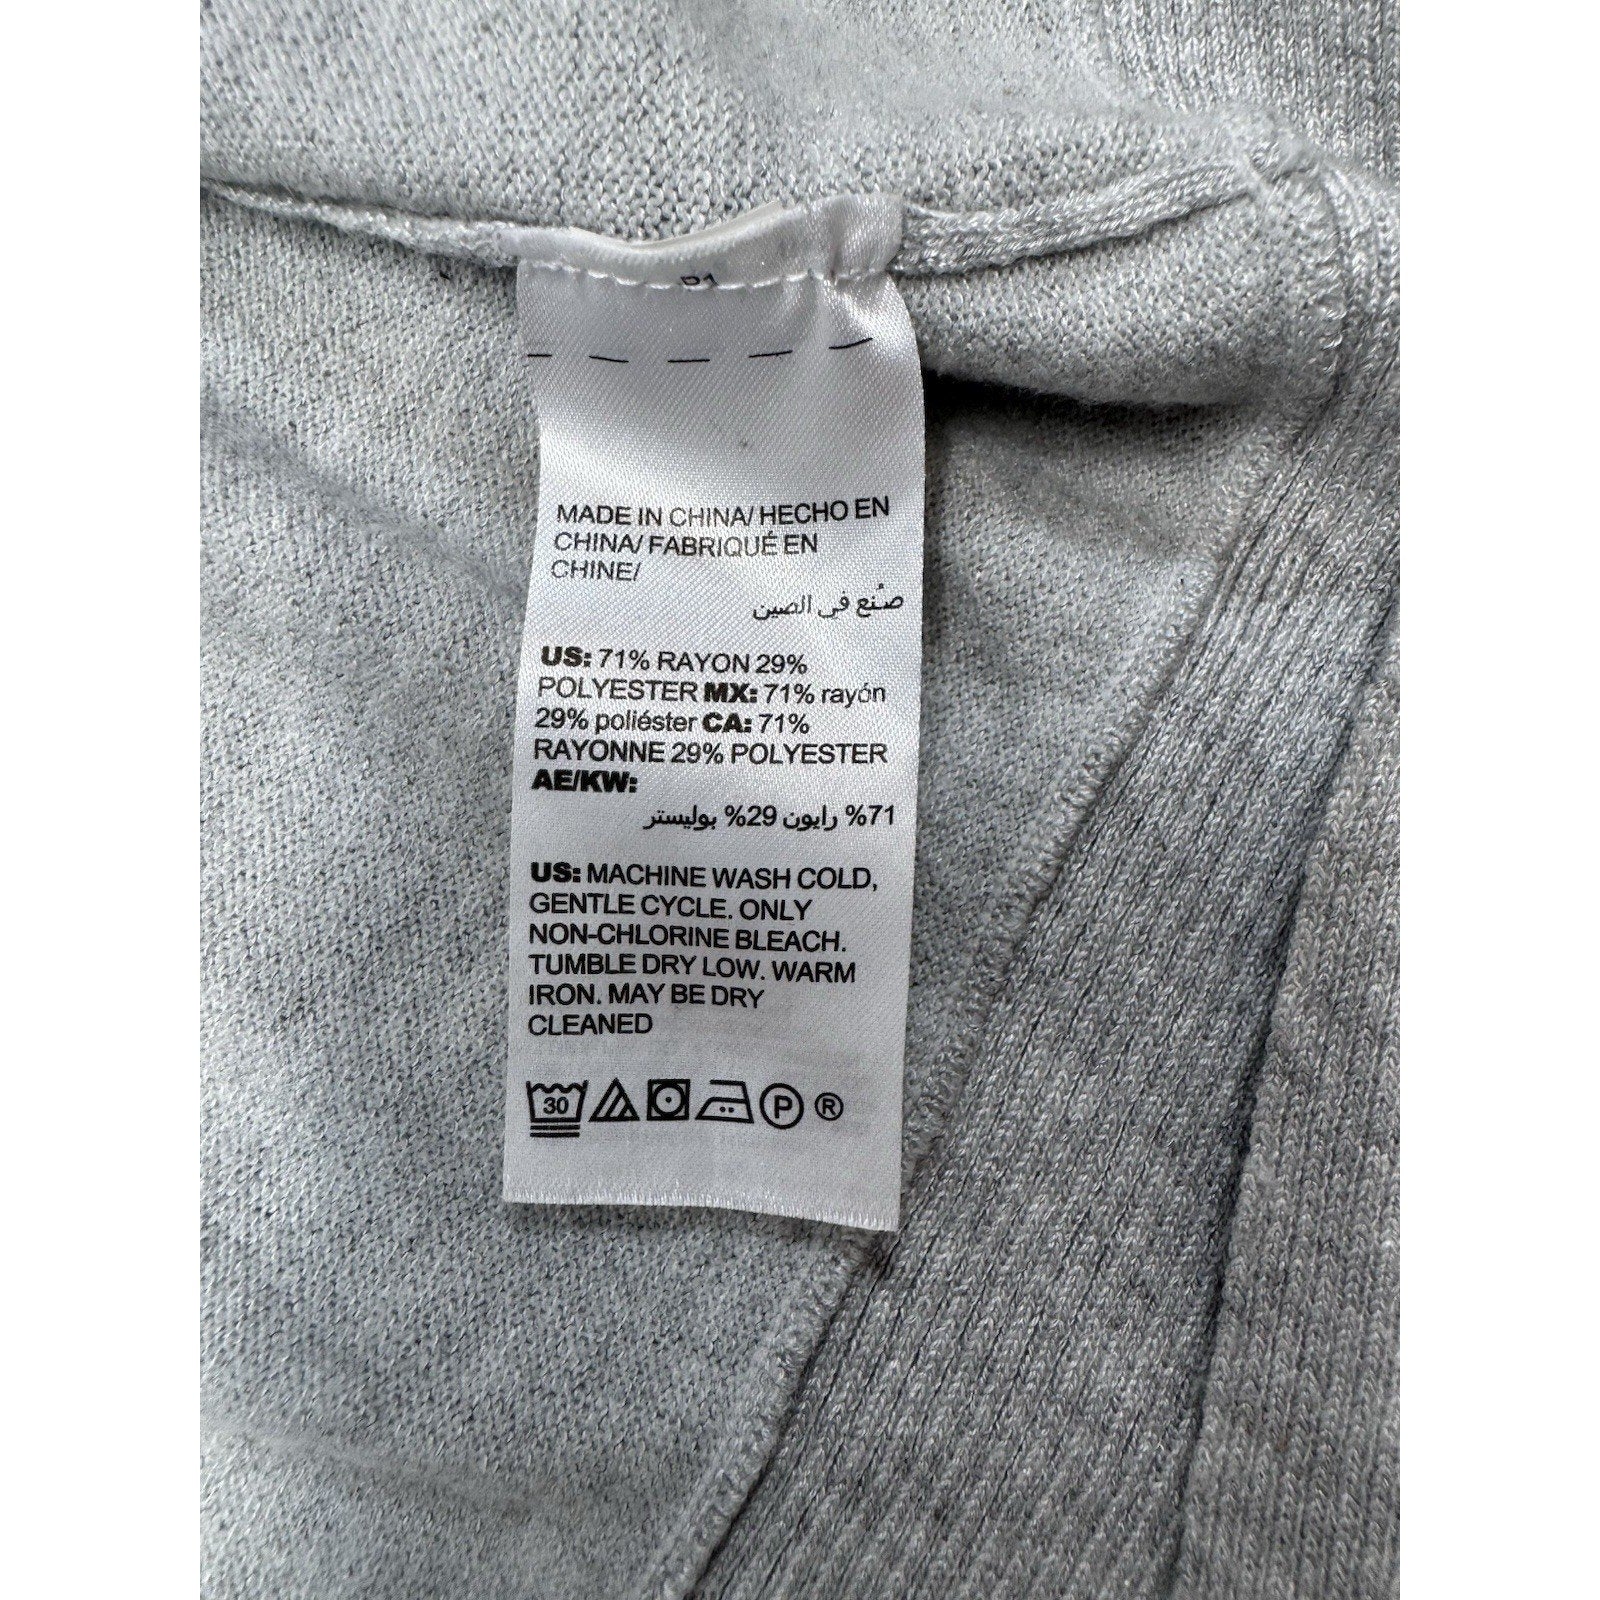 MADE IN CHINA/ HECHO EN
CHINA/ FABRIQUÉ EN
CHINE/
صُنع في الصين
US: 71% RAYON 29%
POLYESTER MX: 71% rayón
29% poliéster CA: 71%
RAYONNE 29% POLYESTER
AE/KW:
71% رايون 29% بوليستر
US: MACHINE WASH COLD,
GENTLE CYCLE. ONLY
NON-CHLORINE BLEACH.
TUMBLE DRY LOW. WARM
IRON. MAY BE DRY
CLEANED
30 P ®